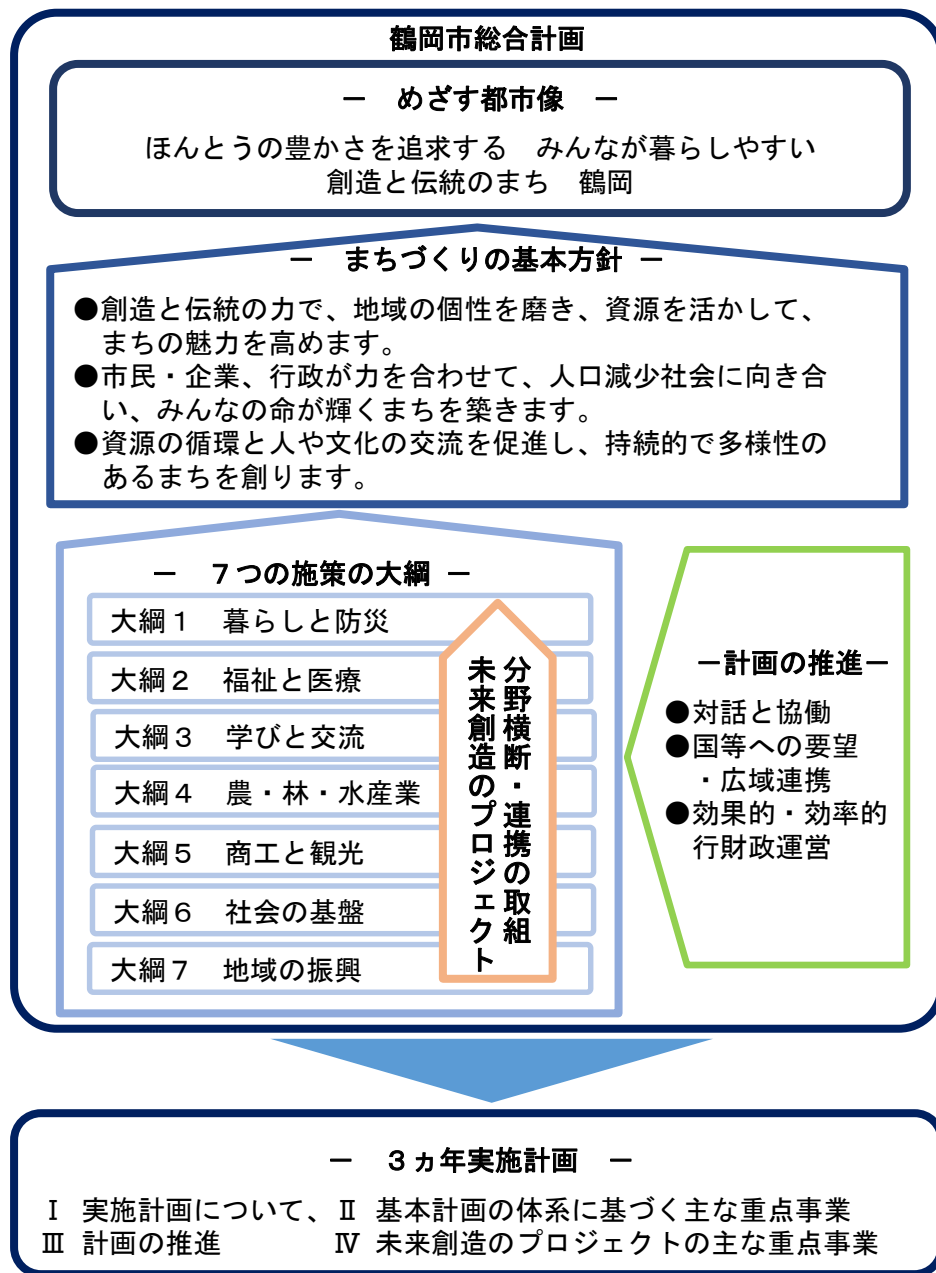 鶴岡市総合計画
－　めざす都市像　－
ほんとうの豊かさを追求する　みんなが暮らしやすい
創造と伝統のまち　鶴岡
－　まちづくりの基本方針　－
●創造と伝統の力で、地域の個性を磨き、資源を活かして、
まちの魅力を高めます。
●市民・企業、行政が力を合わせて、人口減少社会に向き合
い、みんなの命が輝くまちを築きます。
●資源の循環と人や文化の交流を促進し、持続的で多様性の
あるまちを創ります。
－　７つの施策の大綱　－
大綱１　暮らしと防災
大綱２　福祉と医療
大綱３　学びと交流
大綱４　農・林・水産業
大綱５　商工と観光
大綱６　社会の基盤
大綱７　地域の振興
分野横断・連携の取組
未来創造のプロジェクト
－計画の推進－
●対話と協働
●国等への要望
・広域連携
●効果的・効率的
行財政運営
－　３ヵ年実施計画　－
Ⅰ　実施計画について、Ⅱ　基本計画の体系に基づく主な重点事業
Ⅲ　計画の推進　　　　Ⅳ　未来創造のプロジェクトの主な重点事業